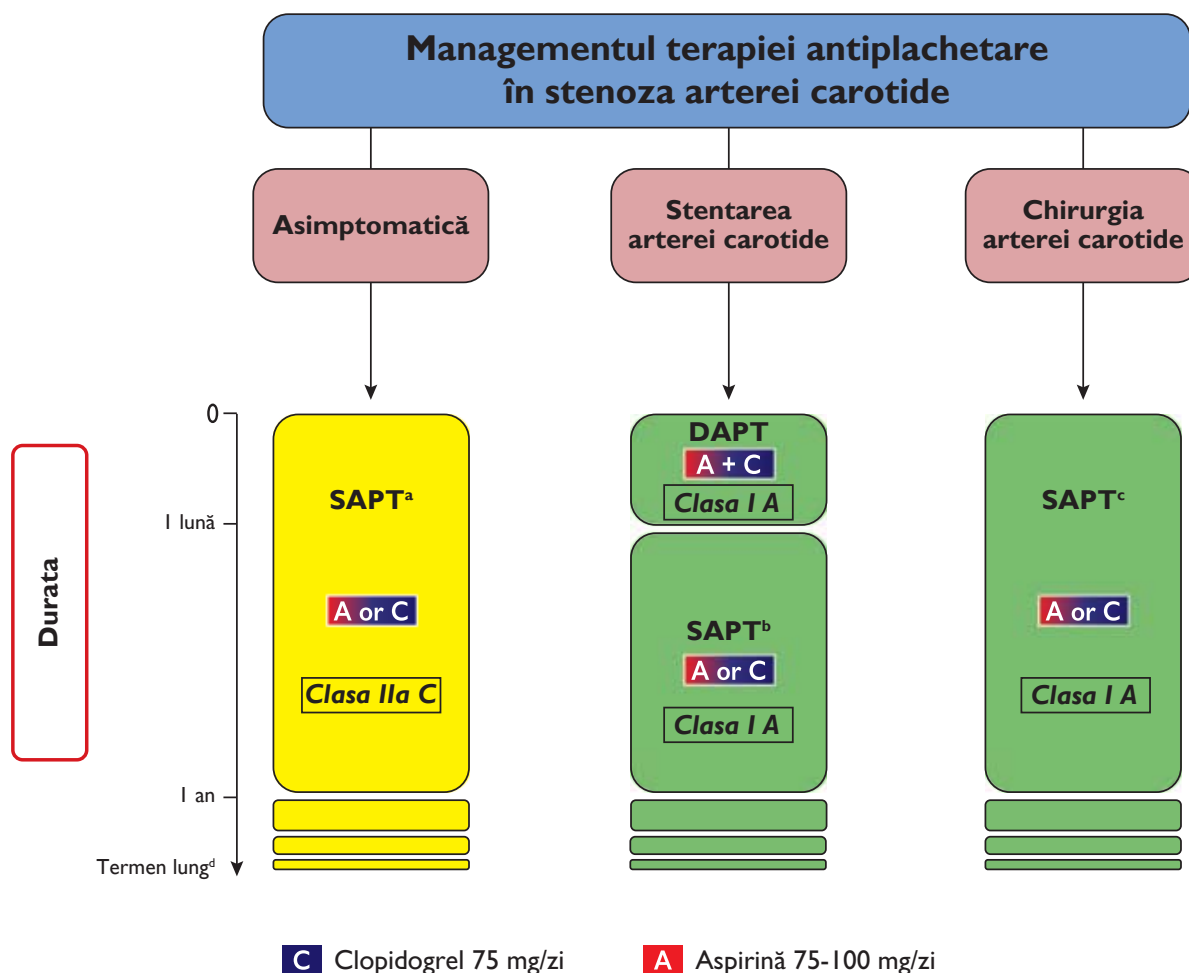 Managementul terapiei antiplachetare
în stenoza arterei carotide
Asimptomatică
Stentarea
arterei carotide
Chirurgia
arterei carotide
Durata
0
1 lună
1 an
Termen lungᵈ
SAPTᵃ
A or C
Clasa IIa C
DAPT
A + C
Clasa I A
SAPTᵇ
A or C
Clasa I A
SAPTᶜ
A or C
Clasa I A
C Clopidogrel 75 mg/zi
A Aspirină 75-100 mg/zi